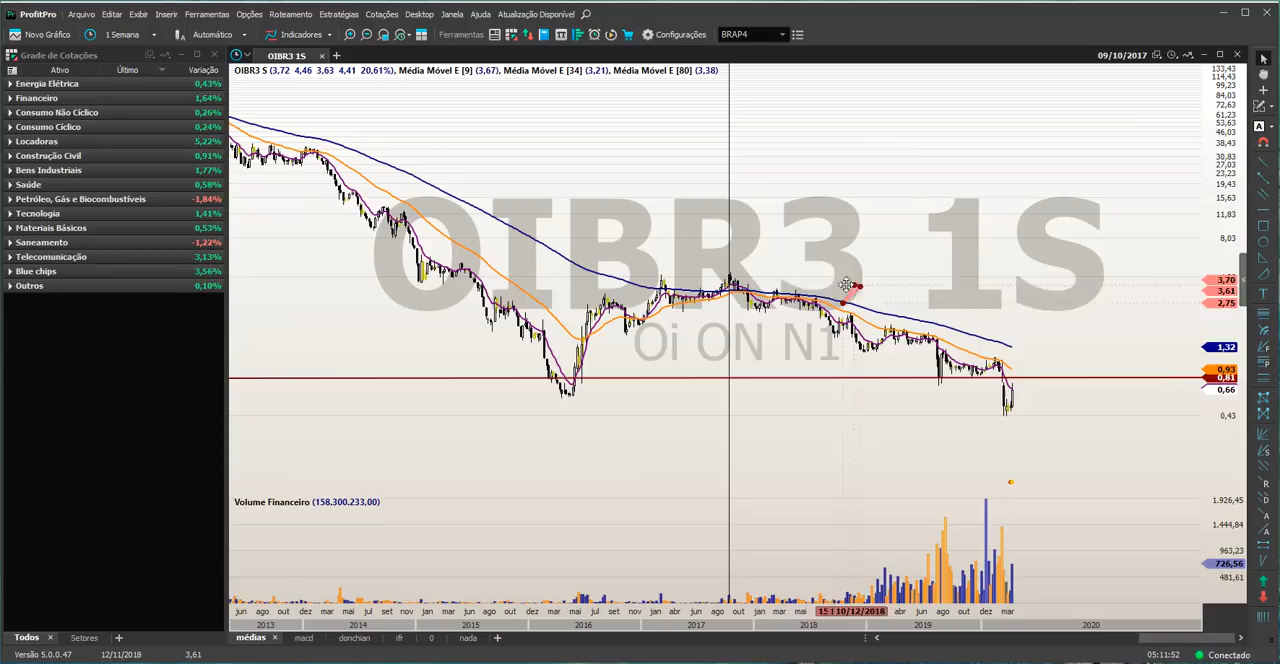 ProfitPro Arquivo Editar Exibir Inserir Ferramentas Opções Roteamento Estratégias Cotações Desktop Janela Ajuda Atualização Disponível
Novo Gráfico 1 Semana Automático Indicadores Ferramentas Configurações BRAP4
Grade de Cotações OIBR3 1S 09/10/2017
Ativo Último Variação
Energia Elétrica 0,43%
Financeiro 1,64%
Consumo Não Cíclico 0,26%
Consumo Cíclico 0,24%
Locadoras 5,22%
Construção Civil 0,91%
Bens Industriais 1,77%
Saúde 0,58%
Petróleo, Gás e Biocombustíveis -1,84%
Tecnologia 1,41%
Materiais Básicos 0,53%
Saneamento -1,22%
Telecomunicação 3,13%
Blue chips 3,56%
Outros 0,10%
OIBR3 S (3,72 4,46 3,63 4,41 20,61%), Média Móvel E [9] (3,67), Média Móvel E [34] (3,21), Média Móvel E [80] (3,38)
OIBR3 1S
Oi ON N1
133,43
114,43
99,23
84,03
72,63
61,23
53,63
46,03
38,43
30,83
27,03
23,23
19,43
15,63
11,83
8,03
3,70
3,61
2,75
1,32
0,93
0,81
0,66
0,43
Volume Financeiro (158.300.233,00)
1.926,45
1.444,84
963,23
726,56
481,61
jun ago out dez mar mai jul set nov jan mar mai jul ago out dez mar mai jul set nov jan abr jun ago out jan mar mai 10/12/2018 abr jun ago out dez mar
2013 2014 2015 2016 2017 2018 2019 2020
Todos Setores médias macd donchian ifr 0 nada
Versão 5.0.0.47 12/11/2018 3,61 05:11:52 Conectado